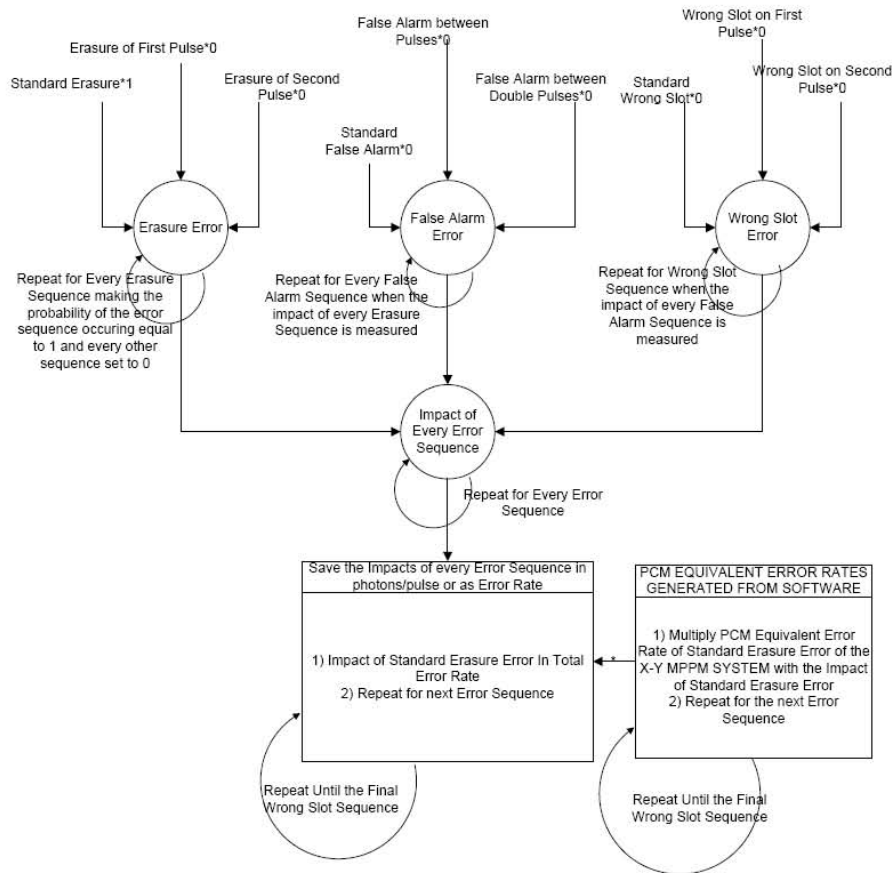 False Alarm between
Pulses*0
Wrong Slot on First
Pulse*0
Erasure of First Pulse*0
Standard Erasure*1
Erasure of Second
Pulse*0
False Alarm between
Double Pulses*0
Standard
Wrong Slot*0
Wrong Slot on Second
Pulse*0
Standard
False Alarm*0
Erasure Error
False Alarm
Error
Wrong Slot
Error
Repeat for Every Erasure
Sequence making the
probability of the error
sequence occuring equal
to 1 and every other
sequence set to 0
Repeat for Every False
Alarm Sequence when the
impact of every Erasure
Sequence is measured
Repeat for Wrong Slot
Sequence when the
impact of every False
Alarm Sequence is
measured
Impact of
Every Error
Sequence
Repeat for Every Error
Sequence
Save the Impacts of every Error Sequence in
photons/pulse or as Error Rate
1) Impact of Standard Erasure Error In Total
Error Rate
2) Repeat for next Error Sequence
*
PCM EQUIVALENT ERROR RATES
GENERATED FROM SOFTWARE
1) Multiply PCM Equivalent Error
Rate of Standard Erasure Error of the
X-Y MPPM SYSTEM with the Impact
of Standard Erasure Error
2) Repeat for the next Error
Sequence
Repeat Until the Final
Wrong Slot Sequence
Repeat Until the Final
Wrong Slot Sequence